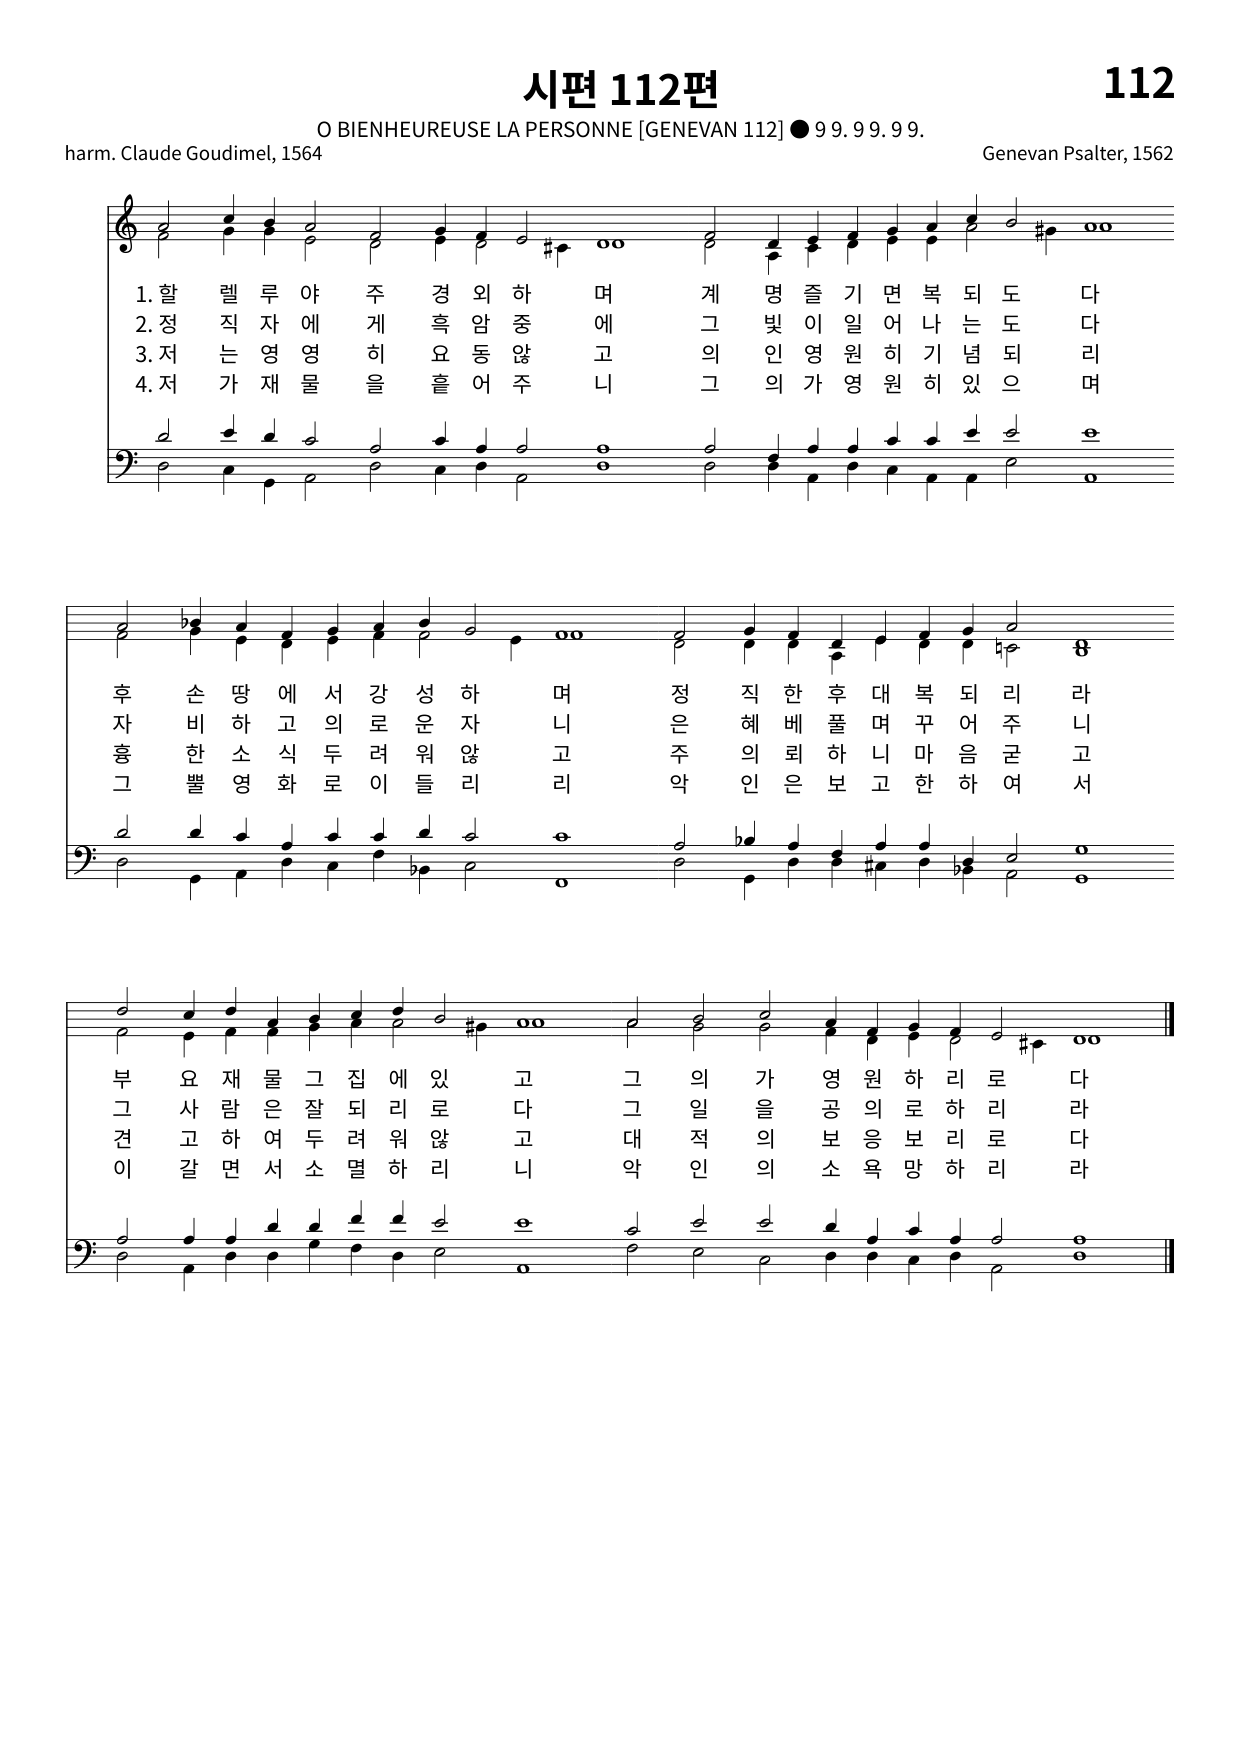 시편 112편
112
O BIENHEUREUSE LA PERSONNE [GENEVAN 112] ● 9 9. 9 9. 9 9.
harm. Claude Goudimel, 1564
Genevan Psalter, 1562
1. 할 렐 루 야 주 경 외 하 며 계 명 즐 기 면 복 되 도 다
2. 정 직 자 에 게 흑 암 중 에 그 빛 이 일 어 나 는 도 다
3. 저 는 영 영 히 요 동 않 고 의 인 영 원 히 기 념 되 리
4. 저 가 재 물 을 흩 어 주 니 그 의 가 영 원 히 있 으 며
후 손 땅 에 서 강 성 하 며 정 직 한 후 대 복 되 리 라
자 비 하 고 의 로 운 자 니 은 혜 베 풀 며 꾸 어 주 니
흉 한 소 식 두 려 워 않 고 주 의 뢰 하 니 마 음 굳 고
그 뿔 영 화 로 이 들 리 리 악 인 은 보 고 한 하 여 서
부 요 재 물 그 집 에 있 고 그 의 가 영 원 하 리 로 다
그 사 람 은 잘 되 리 로 다 그 일 을 공 의 로 하 리 라
견 고 하 여 두 려 워 않 고 대 적 의 보 응 보 리 로 다
이 갈 면 서 소 멸 하 리 니 악 인 의 소 욕 망 하 리 라